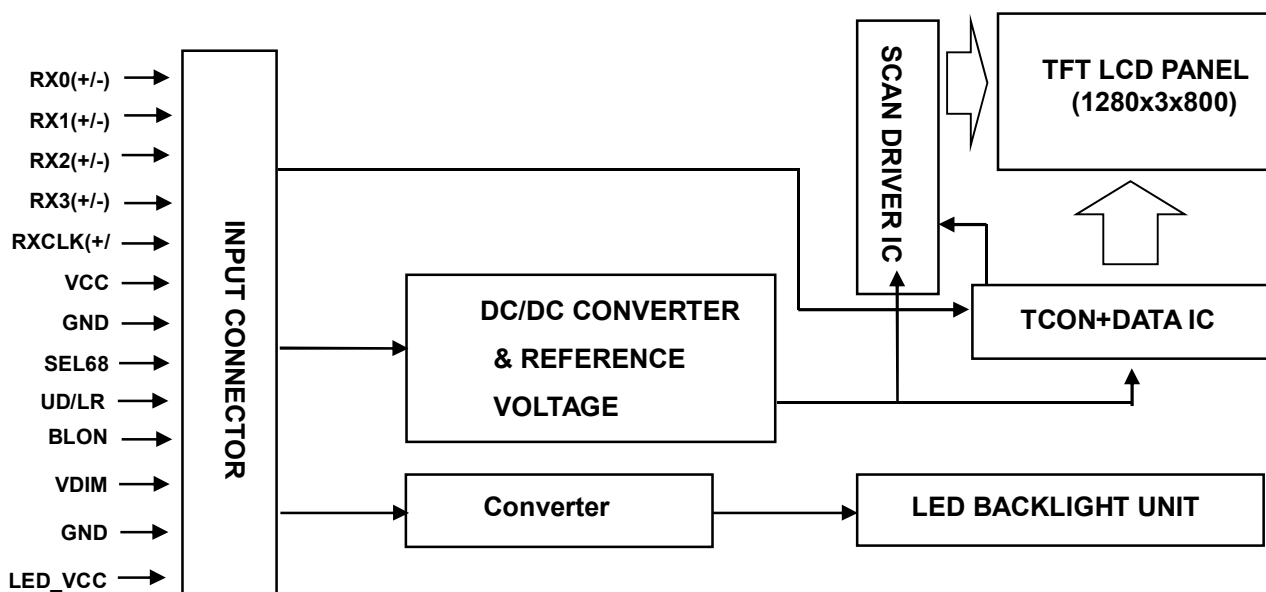 RX0(+/-)
RX1(+/-)
RX2(+/-)
RX3(+/-)
RXCLK(+/
VCC
GND
SEL68
UD/LR
BLON
VDIM
GND
LED_VCC
INPUT CONNECTOR
DC/DC CONVERTER
& REFERENCE
VOLTAGE
Converter
SCAN DRIVER IC
TFT LCD PANEL
(1280x3x800)
TCON+DATA IC
LED BACKLIGHT UNIT